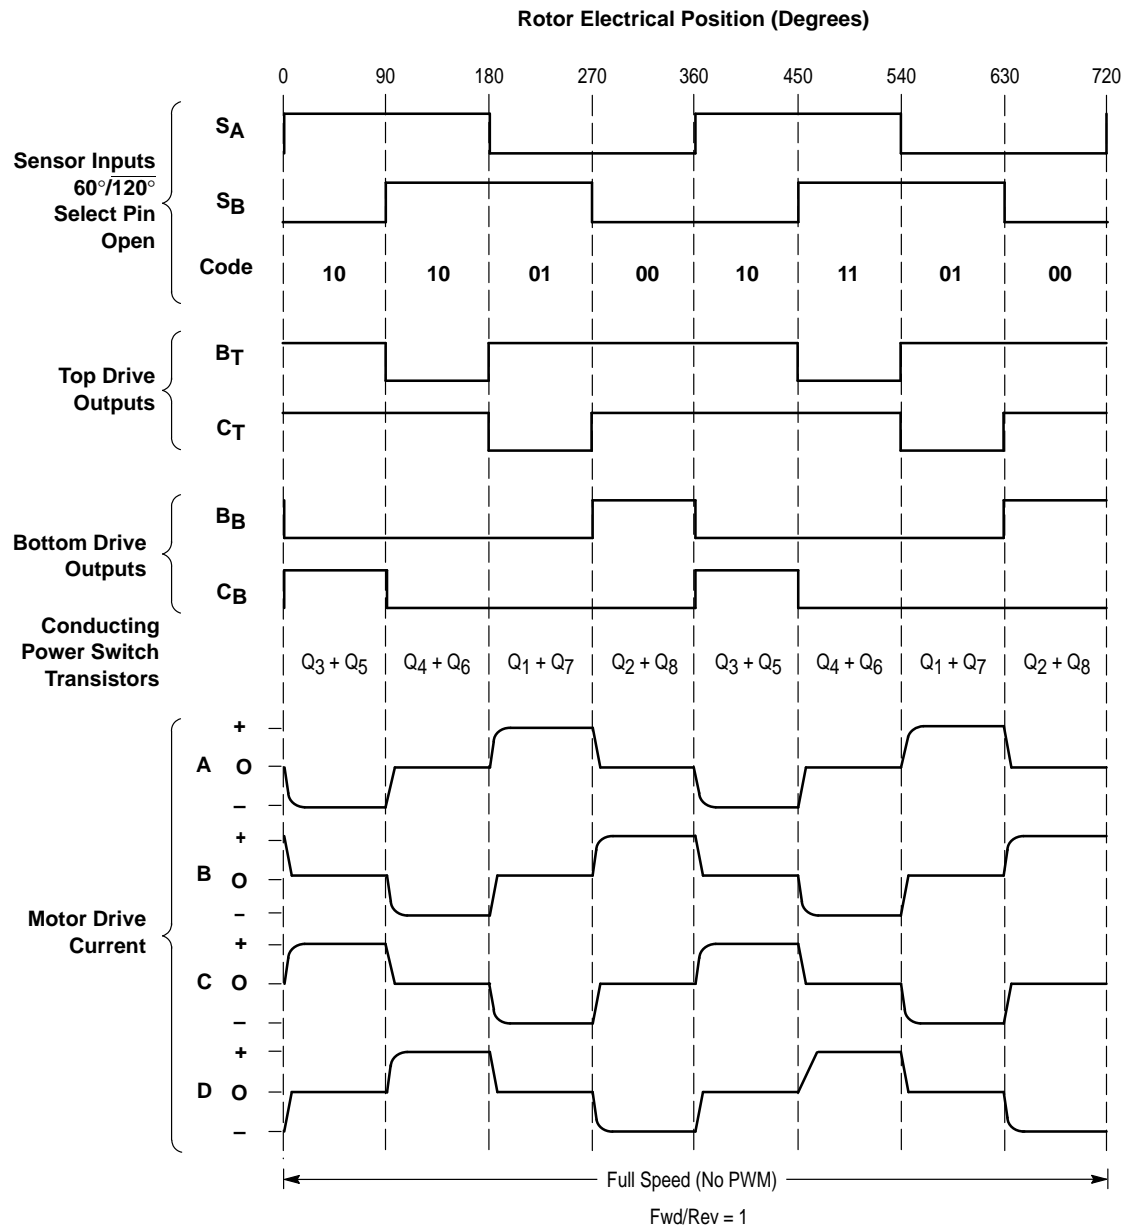 Rotor Electrical Position (Degrees)
0 90 180 270 360 450 540 630 720
Sensor Inputs
60°/120°
Select Pin
Open
SA
SB
Code 10 10 01 00 10 11 01 00
Top Drive
Outputs
BT
CT
Bottom Drive
Outputs
BB
CB
Conducting
Power Switch
Transistors
Q3 + Q5 Q4 + Q6 Q1 + Q7 Q2 + Q8 Q3 + Q5 Q4 + Q6 Q1 + Q7 Q2 + Q8
Motor Drive
Current
+
A O
–
+
B O
–
+
C O
–
+
D O
–
Full Speed (No PWM)
Fwd/Rev = 1